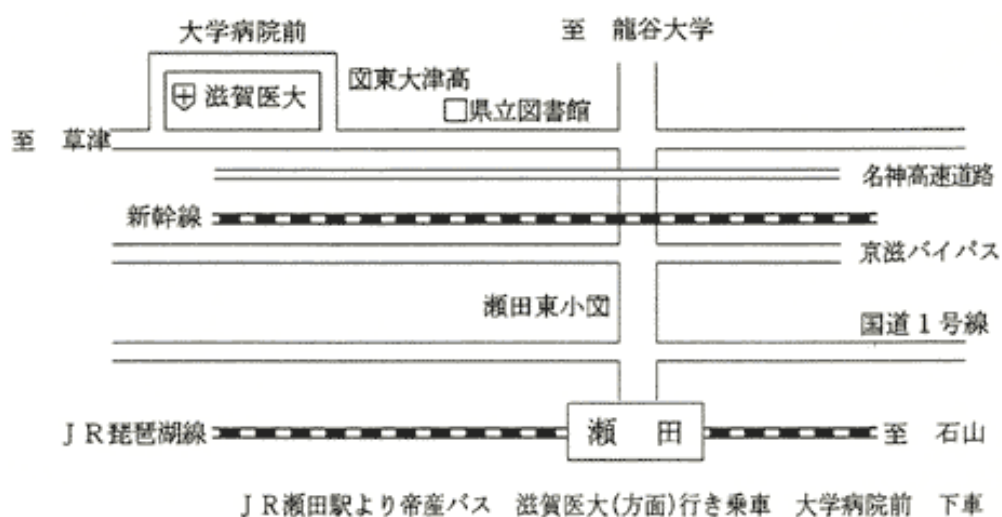 大学病院前
至 龍谷大学
図東大津高
滋賀医大
県立図書館
至 草津
名神高速道路
新幹線
京滋バイパス
瀬田東小図
国道1号線
JR琵琶湖線
瀬 田
至 石山
JR瀬田駅より帝産バス 滋賀医大(方面)行き乗車 大学病院前 下車